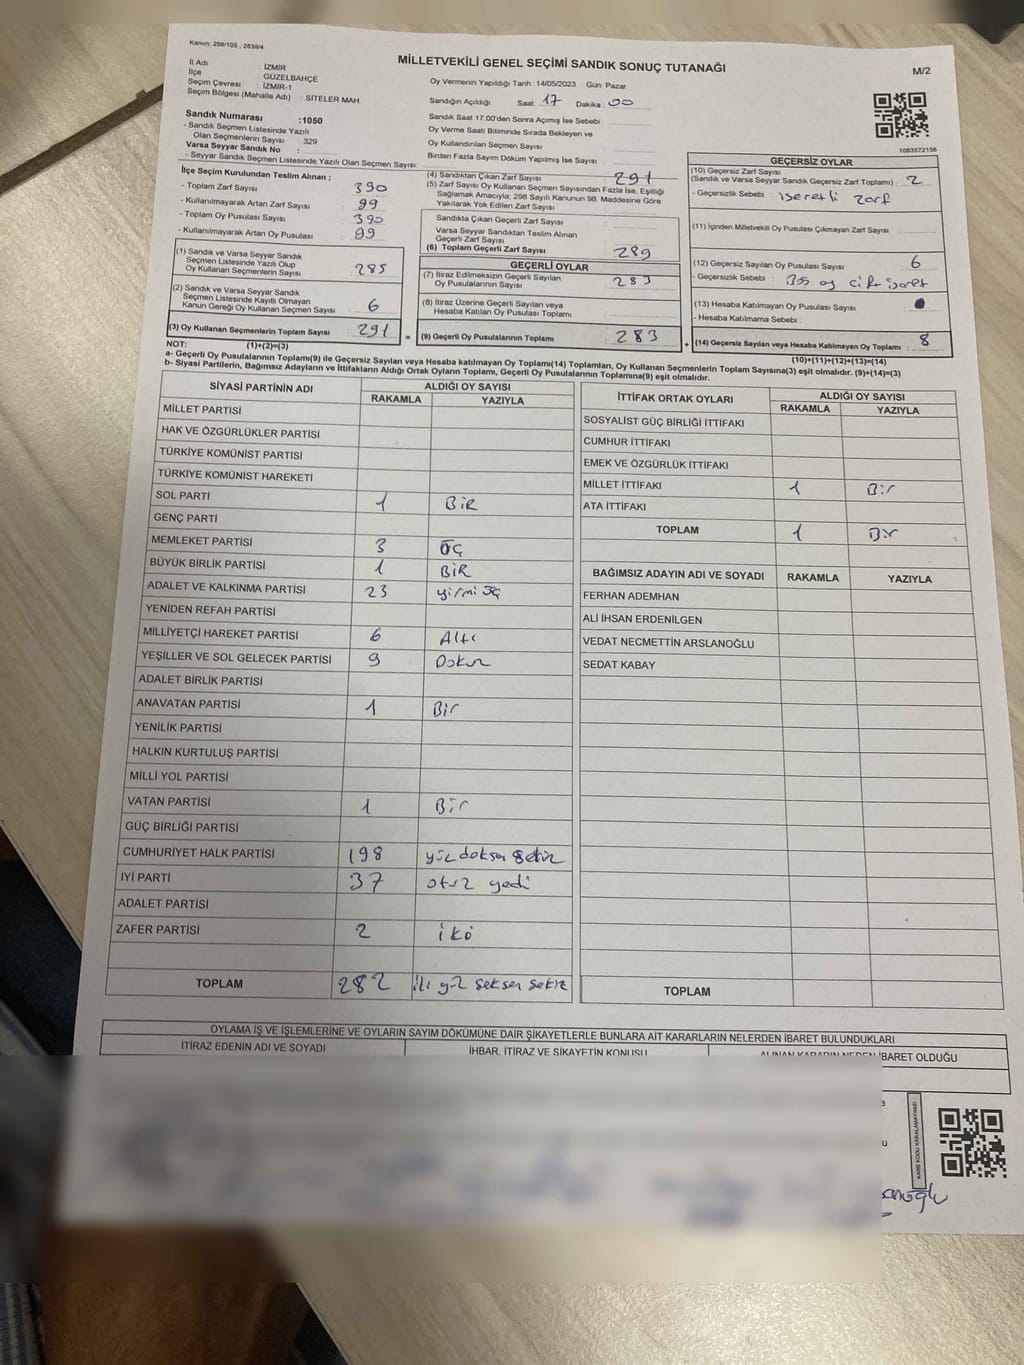 Kanun; 298/105 , 2839/4
MİLLETVEKİLİ GENEL SEÇİMİ SANDIK SONUÇ TUTANAĞI
M/2
İl Adı : İZMİR
İlçe : GÜZELBAHÇE
Seçim Çevresi : İZMİR-1
Seçim Bölgesi (Mahalle Adı) : SİTELER MAH.
Sandık Numarası :1050
- Sandık Seçmen Listesinde Yazılı
Olan Seçmenlerin Sayısı : 329
Varsa Seyyar Sandık No :
- Seyyar Sandık Seçmen Listesinde Yazılı Olan Seçmen Sayısı:
Oy Vermenin Yapıldığı Tarih :14/05/2023 Gün: Pazar
Sandığın Açıldığı Saat 17 Dakika 00
Sandık Saat 17.00'den Sonra Açılmış İse Sebebi :
Oy Verme Saati Bitiminde Sırada Bekleyen ve
Oy Kullandırılan Seçmen Sayısı :
Birden Fazla Sayım Döküm Yapılmış İse Sayısı :
1083572156
İlçe Seçim Kurulundan Teslim Alınan ;
- Toplam Zarf Sayısı : 390
- Kullanılmayarak Artan Zarf Sayısı : 99
- Toplam Oy Pusulası Sayısı : 390
- Kullanılmayarak Artan Oy Pusulası : 99
(1) Sandık ve Varsa Seyyar Sandık
Seçmen Listesinde Yazılı Olup
Oy Kullanan Seçmenlerin Sayısı : 285
(2) Sandık ve Varsa Seyyar Sandık
Seçmen Listesinde Kayıtlı Olmayan
Kanun Gereği Oy Kullanan Seçmen Sayısı : 6
(3) Oy Kullanan Seçmenlerin Toplam Sayısı : 291
(1)+(2)=(3)
(4) Sandıktan Çıkan Zarf Sayısı : 291
(5) Zarf Sayısı Oy Kullanan Seçmen Sayısından Fazla İse, Eşitliği
Sağlamak Amacıyla; 298 Sayılı Kanunun 98. Maddesine Göre
Yakılarak Yok Edilen Zarf Sayısı :
Sandıkta Çıkan Geçerli Zarf Sayısı :
Varsa Seyyar Sandıktan Teslim Alınan
Geçerli Zarf Sayısı :
(6) Toplam Geçerli Zarf Sayısı : 289
GEÇERLİ OYLAR
(7) İtiraz Edilmeksizin Geçerli Sayılan
Oy Pusulalarının Sayısı : 283
(8) İtiraz Üzerine Geçerli Sayılan veya
Hesaba Katılan Oy Pusulası Toplamı :
= (9) Geçerli Oy Pusulalarının Toplamı : 283
GEÇERSİZ OYLAR
(10) Geçersiz Zarf Sayısı
(Sandık ve Varsa Seyyar Sandık Geçersiz Zarf Toplamı) : 2
- Geçersizlik Sebebi : işaretli zarf
(11) İçinden Milletvekili Oy Pusulası Çıkmayan Zarf Sayısı :
(12) Geçersiz Sayılan Oy Pusulası Sayısı : 6
- Geçersizlik Sebebi : oy çift işaret
(13) Hesaba Katılmayan Oy Pusulası Sayısı :
- Hesaba Katılmama Sebebi :
+ (14) Geçersiz Sayılan veya Hesaba Katılmayan Oy Toplamı : 8
(10)+(11)+(12)+(13)=(14)
NOT:
a- Geçerli Oy Pusulalarının Toplamı(9) ile Geçersiz Sayılan veya Hesaba katılmayan Oy Toplamı(14) Toplamları, Oy Kullanan Seçmenlerin Toplam Sayısına(3) eşit olmalıdır. (9)+(14)=(3)
b- Siyasi Partilerin, Bağımsız Adayların ve İttifakların Aldığı Ortak Oyların Toplamı, Geçerli Oy Pusulalarının Toplamına(9) eşit olmalıdır.
SİYASİ PARTİNİN ADI ALDIĞI OY SAYISI
RAKAMLA YAZIYLA
MİLLET PARTİSİ
HAK VE ÖZGÜRLÜKLER PARTİSİ
TÜRKİYE KOMÜNİST PARTİSİ
TÜRKİYE KOMÜNİST HAREKETİ
SOL PARTİ 1 BİR
GENÇ PARTİ
MEMLEKET PARTİSİ 3 ÜÇ
BÜYÜK BİRLİK PARTİSİ 1 BİR
ADALET VE KALKINMA PARTİSİ 23 yirmi üç
YENİDEN REFAH PARTİSİ
MİLLİYETÇİ HAREKET PARTİSİ 6 Altı
YEŞİLLER VE SOL GELECEK PARTİSİ 9 Dokuz
ADALET BİRLİK PARTİSİ
ANAVATAN PARTİSİ 1 Bir
YENİLİK PARTİSİ
HALKIN KURTULUŞ PARTİSİ
MİLLİ YOL PARTİSİ
VATAN PARTİSİ 1 Bir
GÜÇ BİRLİĞİ PARTİSİ
CUMHURİYET HALK PARTİSİ 198 yüz doksan sekiz
İYİ PARTİ 37 otuz yedi
ADALET PARTİSİ
ZAFER PARTİSİ 2 iki
TOPLAM 282 iki yüz seksen sekiz
İTTİFAK ORTAK OYLARI ALDIĞI OY SAYISI
RAKAMLA YAZIYLA
SOSYALİST GÜÇ BİRLİĞİ İTTİFAKI
CUMHUR İTTİFAKI
EMEK VE ÖZGÜRLÜK İTTİFAKI
MİLLET İTTİFAKI 1 Bir
ATA İTTİFAKI
TOPLAM 1 Bir
BAĞIMSIZ ADAYIN ADI VE SOYADI RAKAMLA YAZIYLA
FERHAN ADEMHAN
ALİ İHSAN ERDENİLGEN
VEDAT NECMETTİN ARSLANOĞLU
SEDAT KABAY
TOPLAM
OYLAMA İŞ VE İŞLEMLERİNE VE OYLARIN SAYIM DÖKÜMÜNE DAİR ŞİKAYETLERLE BUNLARA AİT KARARLARIN NELERDEN İBARET BULUNDUKLARI
İTİRAZ EDENİN ADI VE SOYADI İHBAR, İTİRAZ VE ŞİKAYETİN KONUSU ALINAN KARARIN NEDEN İBARET OLDUĞU
KARE KODU KARALAMAYINIZ!